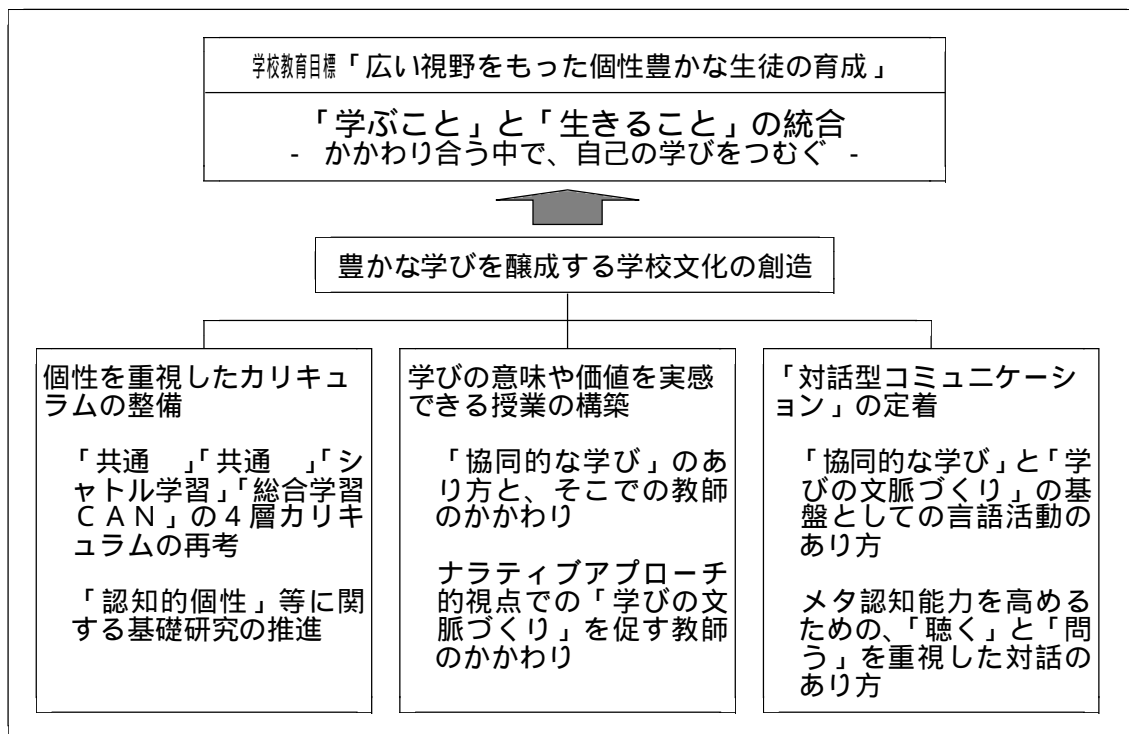 学校教育目標「広い視野をもった個性豊かな生徒の育成」
「学ぶこと」と「生きること」の統合
- かかわり合う中で、自己の学びをつむぐ -
豊かな学びを醸成する学校文化の創造
個性を重視したカリキュ
ラムの整備
「共通　」「共通　」「シ
ャトル学習」「総合学習
ＣＡＮ」の４層カリキ
ュラムの再考
「認知的個性」等に関
する基礎研究の推進
学びの意味や価値を実感
できる授業の構築
「協同的な学び」のあ
り方と、そこでの教師
のかかわり
ナラティブアプローチ
的視点での「学びの文
脈づくり」を促す教師
のかかわり
「対話型コミュニケーシ
ョン」の定着
「協同的な学び」と「学
びの文脈づくり」の基
盤としての言語活動の
あり方
メタ認知能力を高める
ための、「聴く」と「問
う」を重視した対話の
あり方